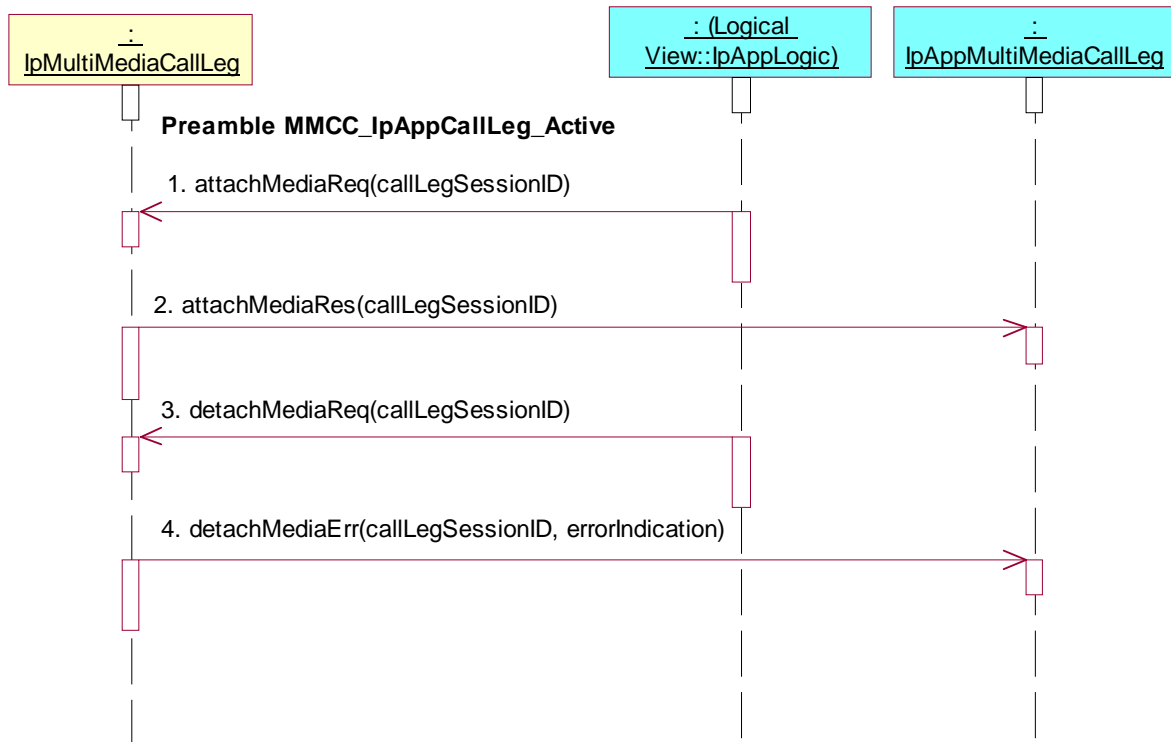 :
IpMultiMediaCallLeg
: (Logical
View::IpAppLogic)
:
IpAppMultiMediaCallLeg
Preamble MMCC_IpAppCallLeg_Active
1. attachMediaReq(callLegSessionID)
2. attachMediaRes(callLegSessionID)
3. detachMediaReq(callLegSessionID)
4. detachMediaErr(callLegSessionID, errorIndication)